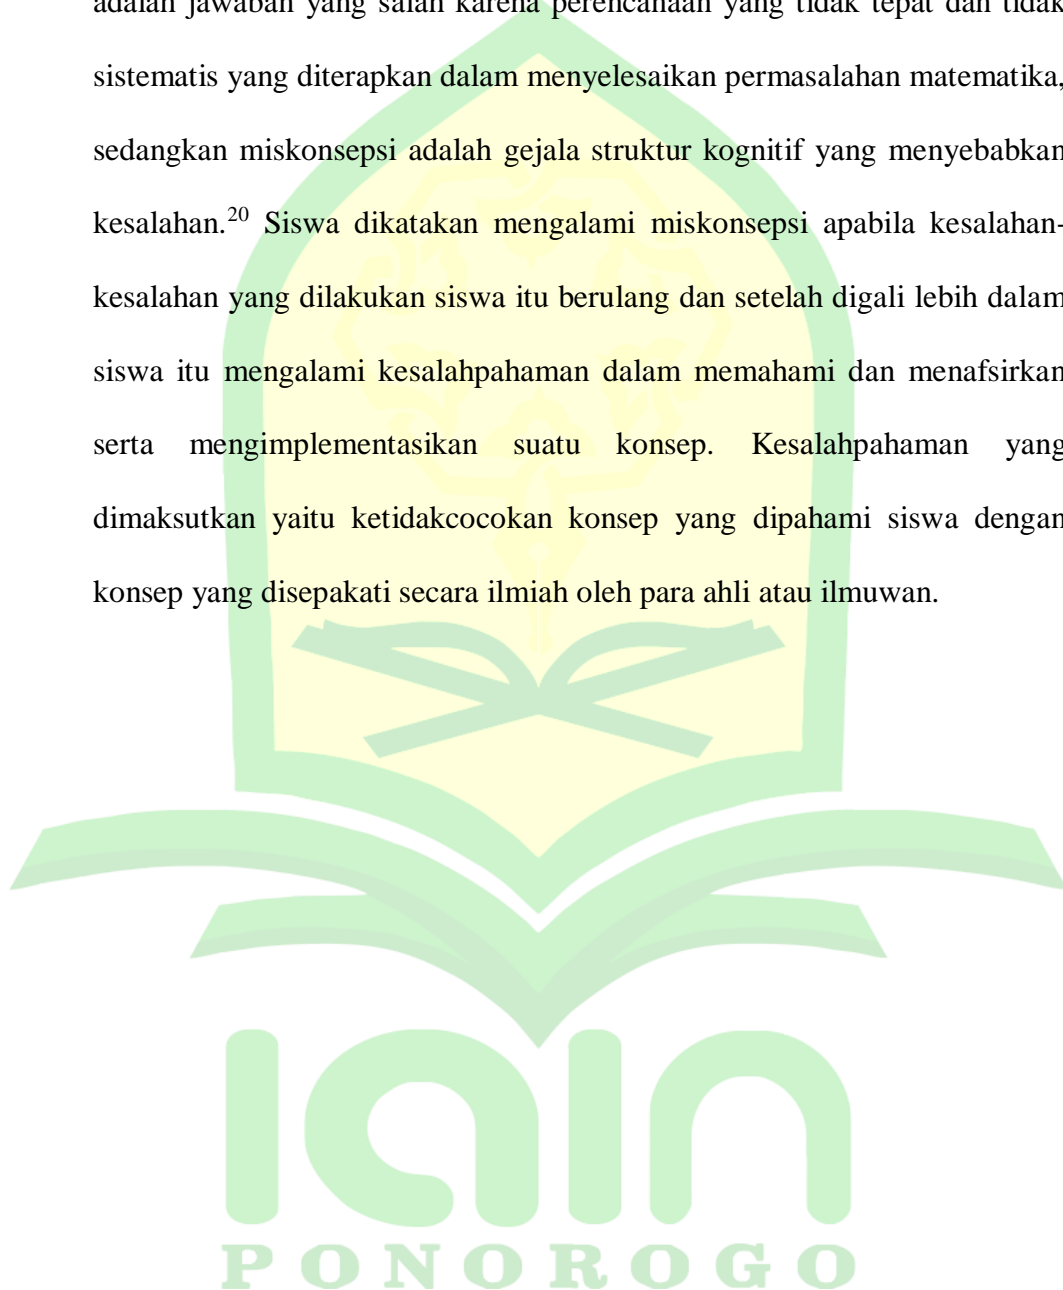 adalah jawaban yang salah karena perencanaan yang tidak tepat dan tidak
sistematis yang diterapkan dalam menyelesaikan permasalahan matematika,
sedangkan miskonsepsi adalah gejala struktur kognitif yang menyebabkan
kesalahan.20 Siswa dikatakan mengalami miskonsepsi apabila kesalahan-
kesalahan yang dilakukan siswa itu berulang dan setelah digali lebih dalam
siswa itu mengalami kesalahpahaman dalam memahami dan menafsirkan
serta mengimplementasikan suatu konsep. Kesalahpahaman yang
dimaksutkan yaitu ketidakcocokan konsep yang dipahami siswa dengan
konsep yang disepakati secara ilmiah oleh para ahli atau ilmuwan.
IAIN
PONOROGO